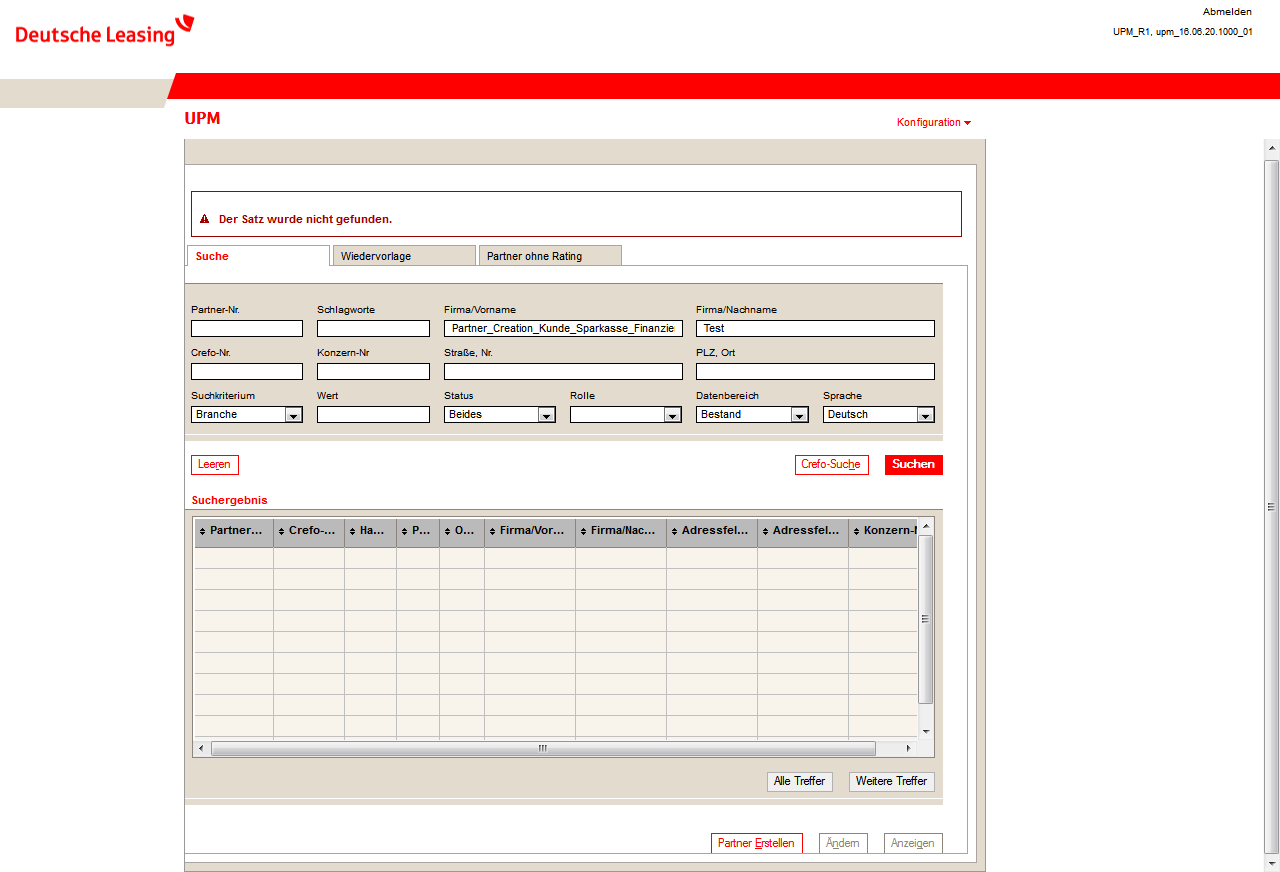 Abmelden
Deutsche Leasing
UPM_R1, upm_16.06.20.1000_01
UPM
Konfiguration
Der Satz wurde nicht gefunden.
Suche Wiedervorlage Partner ohne Rating
Partner-Nr. Schlagworte Firma/Vorname Firma/Nachname
Partner_Creation_Kunde_Sparkasse_Finanzie Test
Crefo-Nr. Konzern-Nr Straße, Nr. PLZ, Ort
Suchkriterium Wert Status Rolle Datenbereich Sprache
Branche Beides Bestand Deutsch
Leeren Crefo-Suche Suchen
Suchergebnis
Partner... Crefo-... Ha... P... O... Firma/Vor... Firma/Nac... Adressfel... Adressfel... Konzern-N
Alle Treffer Weitere Treffer
Partner Erstellen Ändern Anzeigen